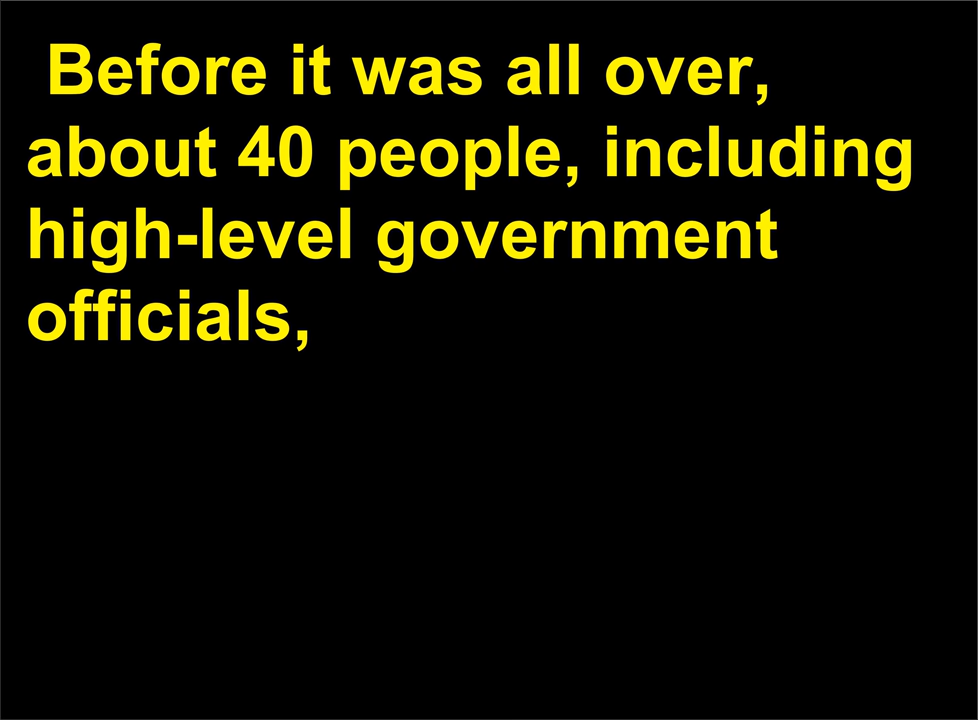 Before it was all over,
about 40 people, including
high-level government
officials,